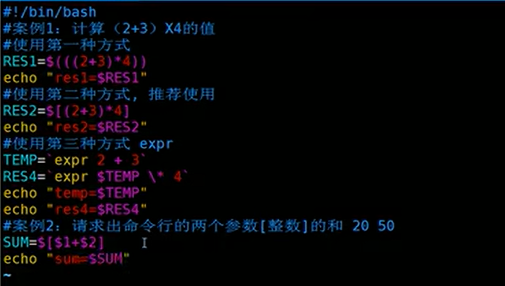 #!/bin/bash
#案例1：计算（2+3）X4的值
#使用第一种方式
RES1=$(((2+3)*4))
echo "res1=$RES1"
#使用第二种方式，推荐使用
RES2=$[(2+3)*4]
echo "res2=$RES2"
#使用第三种方式 expr
TEMP=`expr 2 + 3`
RES4=`expr $TEMP \* 4`
echo "temp=$TEMP"
echo "res4=$RES4"
#案例2：请求出命令行的两个参数[整数]的和 20 50
SUM=$[$1+$2]
echo "sum=$SUM"
~